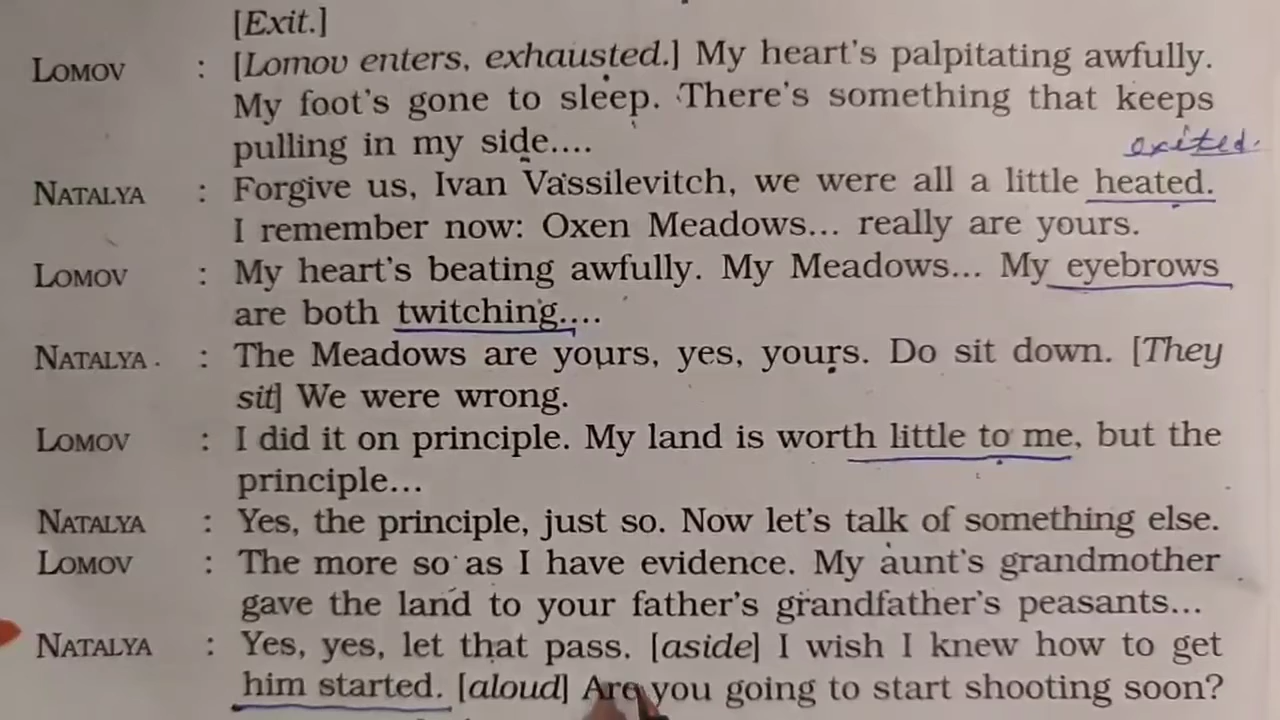 [Exit.]
LOMOV : [Lomov enters, exhausted.] My heart's palpitating awfully.
My foot's gone to sleep. There's something that keeps
pulling in my side....
exited.
NATALYA : Forgive us, Ivan Vassilevitch, we were all a little heated.
I remember now: Oxen Meadows... really are yours.
LOMOV : My heart's beating awfully. My Meadows... My eyebrows
are both twitching....
NATALYA : The Meadows are yours, yes, yours. Do sit down. [They
sit] We were wrong.
LOMOV : I did it on principle. My land is worth little to me, but the
principle...
NATALYA : Yes, the principle, just so. Now let's talk of something else.
LOMOV : The more so as I have evidence. My aunt's grandmother
gave the land to your father's grandfather's peasants...
NATALYA : Yes, yes, let that pass. [aside] I wish I knew how to get
him started. [aloud] Are you going to start shooting soon?